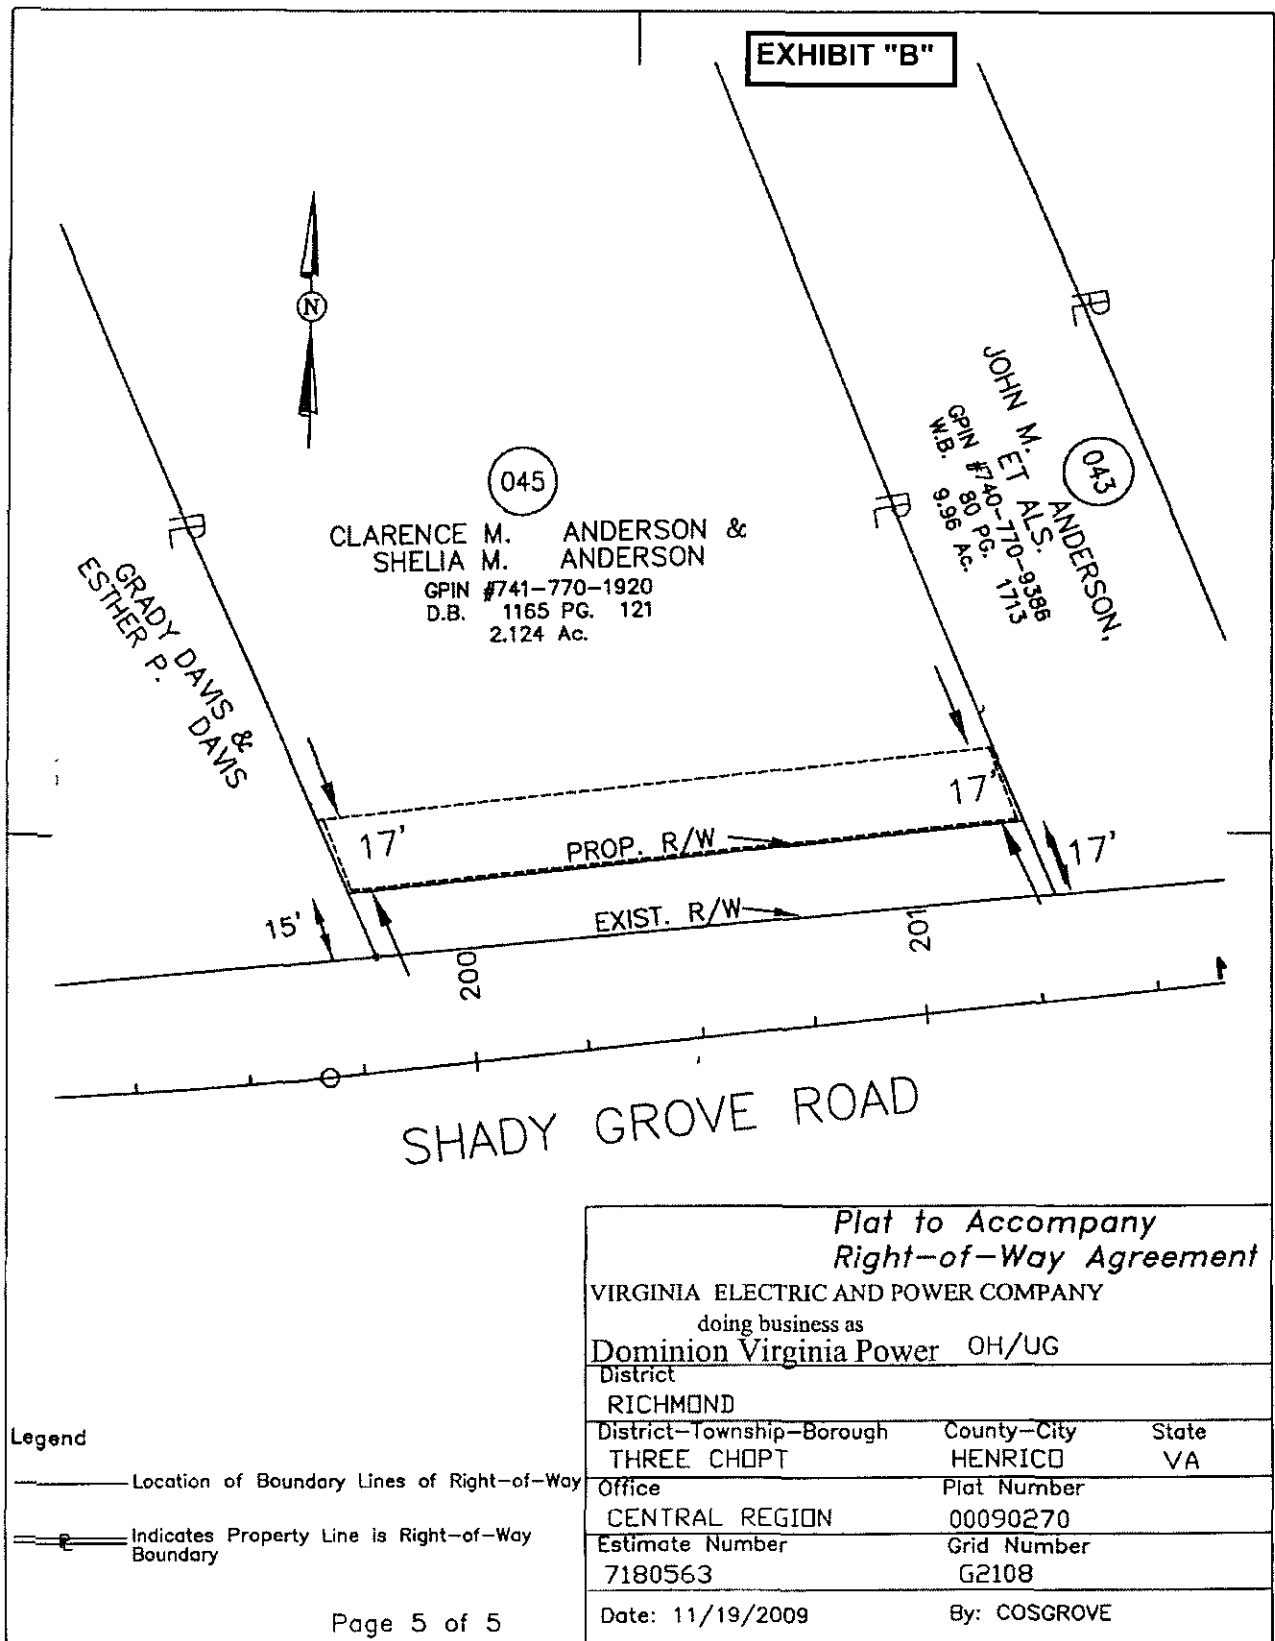 EXHIBIT "B"
N
045
CLARENCE M. ANDERSON &
SHELIA M. ANDERSON
GPIN #741-770-1920
D.B. 1165 PG. 121
2.124 Ac.
043
ANDERSON,
JOHN M. ET ALS.
GPIN #740-770-9386
W.B. 80 PG. 1713
9.96 Ac.
GRADY DAVIS &
ESTHER P. DAVIS
17'
17'
17'
15'
PROP. R/W
EXIST. R/W
200
201
SHADY GROVE ROAD
Plat to Accompany
Right-of-Way Agreement
VIRGINIA ELECTRIC AND POWER COMPANY
doing business as
Dominion Virginia Power OH/UG
District
RICHMOND
District-Township-Borough County-City State
THREE CHOPT HENRICO VA
Office Plat Number
CENTRAL REGION 00090270
Estimate Number Grid Number
7180563 G2108
Date: 11/19/2009 By: COSGROVE
Legend
Location of Boundary Lines of Right-of-Way
Indicates Property Line is Right-of-Way
Boundary
Page 5 of 5